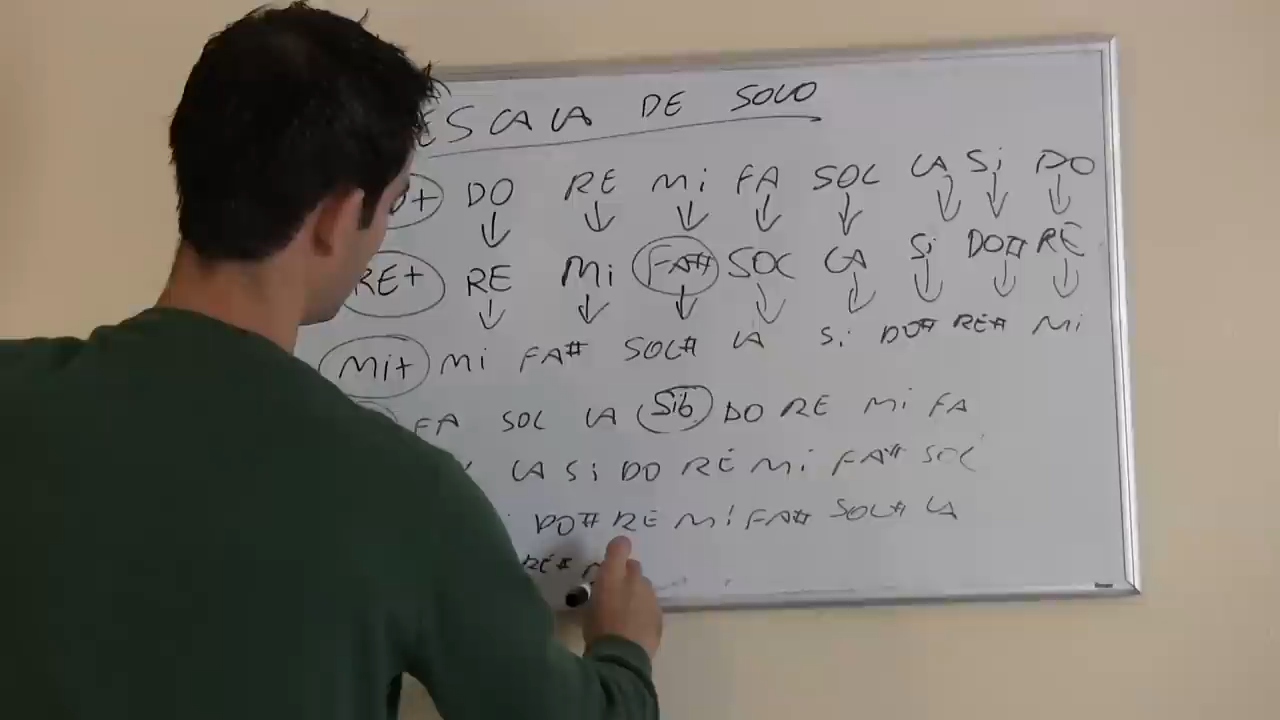 ESCALA DE SOLO
DO RE Mi FA SOL LA Si DO
RE+ RE Mi FA# SOL LA Si DO# RE
Mi+ Mi FA# SOL# LA Si DO# RE# Mi
FA SOL LA Sib DO RE Mi FA
LA Si DO RE Mi FA# SOL
DO# RE Mi FA# SOL# LA
RE#